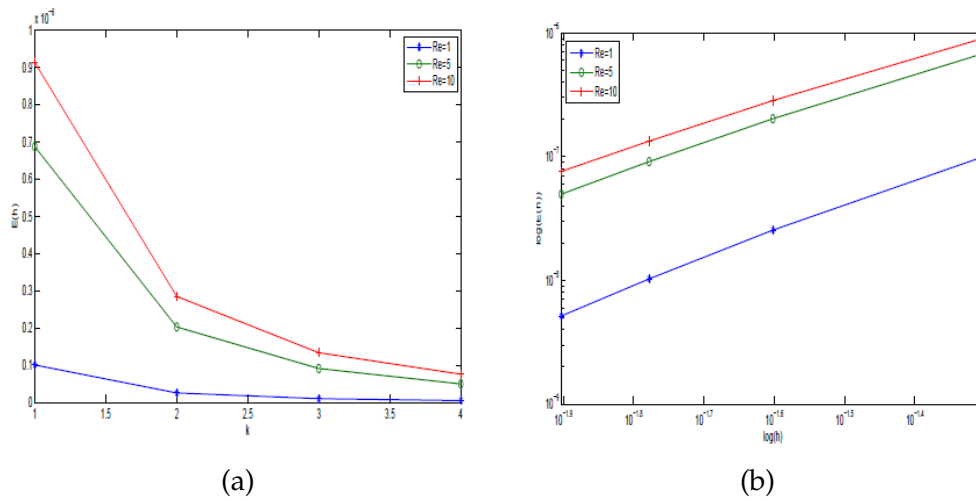 x 10⁻⁶
1
0.9
0.8
0.7
0.6
0.5
0.4
0.3
0.2
0.1
0
E(h)
1
1.5
2
2.5
3
3.5
4
k
Re=1
Re=5
Re=10
(a)
10⁻⁶
10⁻⁷
10⁻⁸
10⁻⁹
log(E(h))
10⁻¹·⁹
10⁻¹·⁸
10⁻¹·⁷
10⁻¹·⁶
10⁻¹·⁵
10⁻¹·⁴
log(h)
Re=1
Re=5
Re=10
(b)